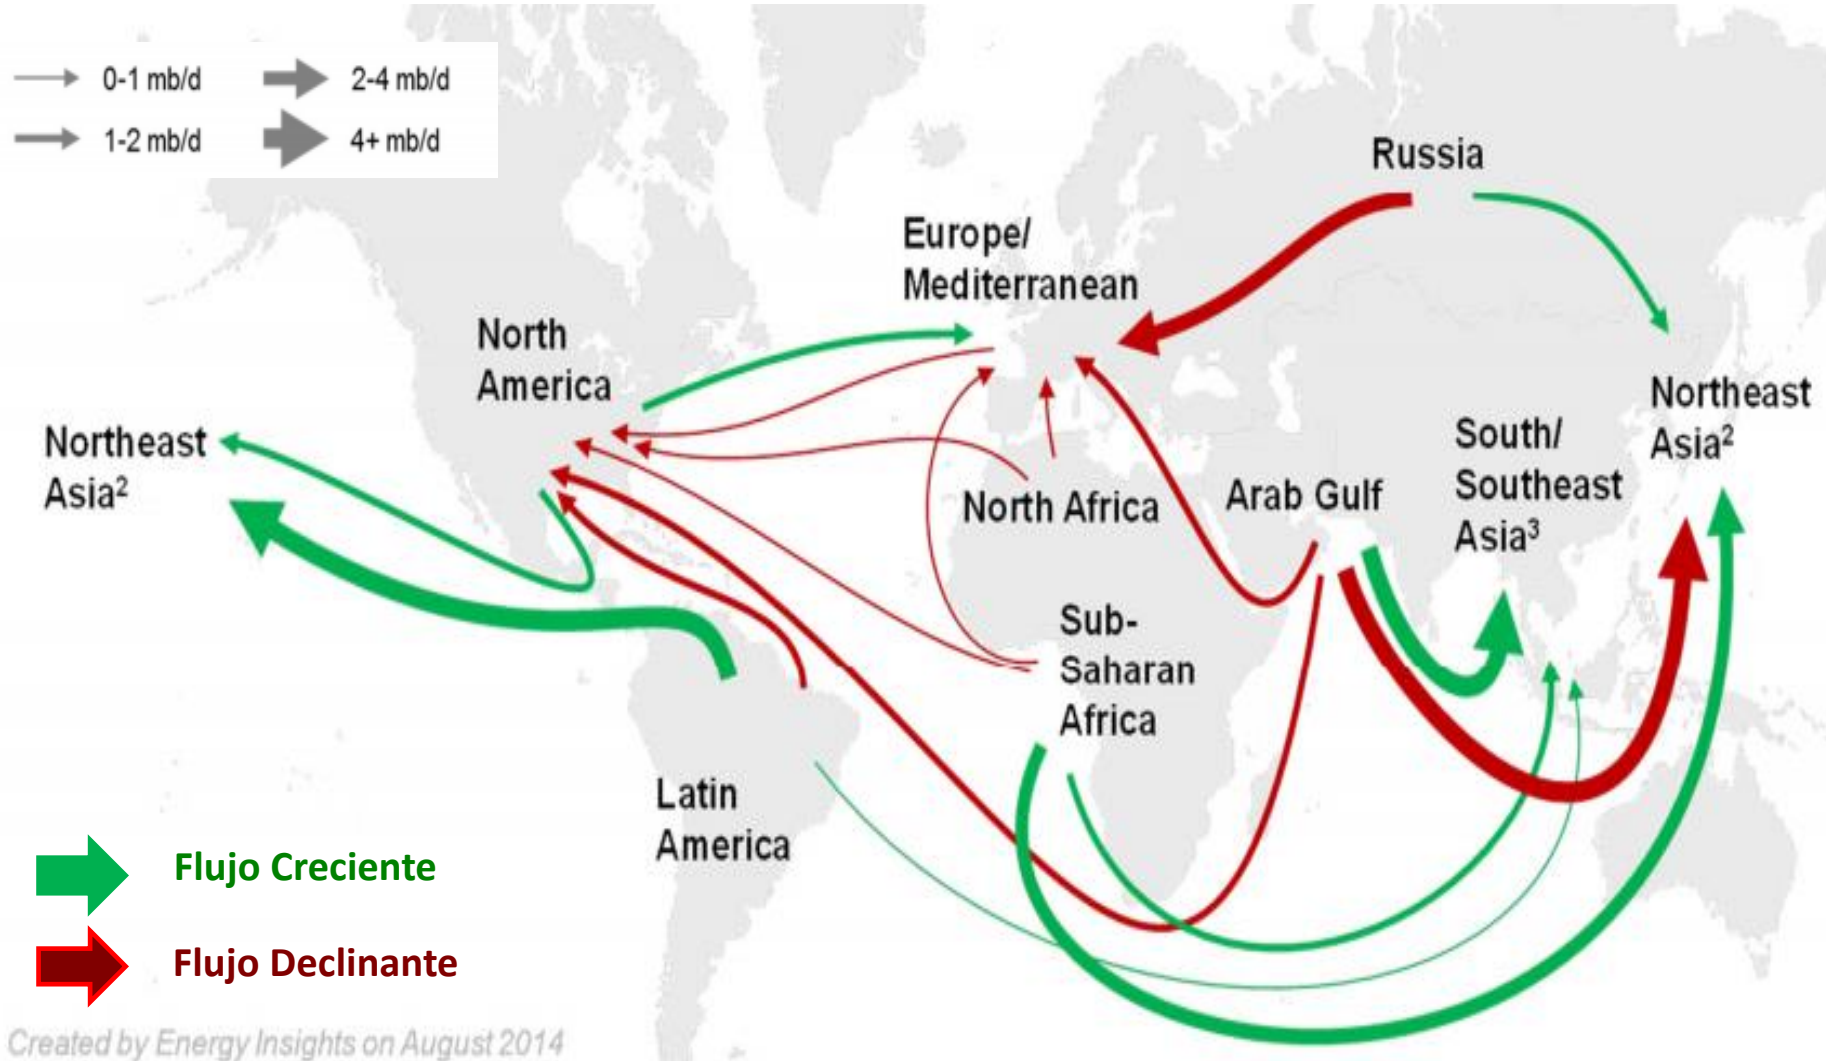 0-1 mb/d
2-4 mb/d
1-2 mb/d
4+ mb/d
Russia
Europe/
Mediterranean
North
America
Northeast
Asia²
South/
Southeast
Asia³
Northeast
Asia²
North Africa
Arab Gulf
Sub-
Saharan
Africa
Latin
America
Flujo Creciente
Flujo Declinante
Created by Energy Insights on August 2014